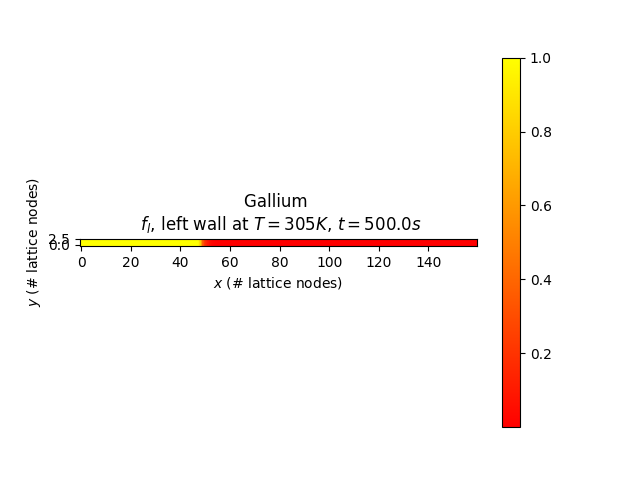 Gallium
f_l, left wall at T = 305K, t = 500.0s
y (# lattice nodes)
2.5
0.0
0 20 40 60 80 100 120 140
x (# lattice nodes)
1.0
0.8
0.6
0.4
0.2